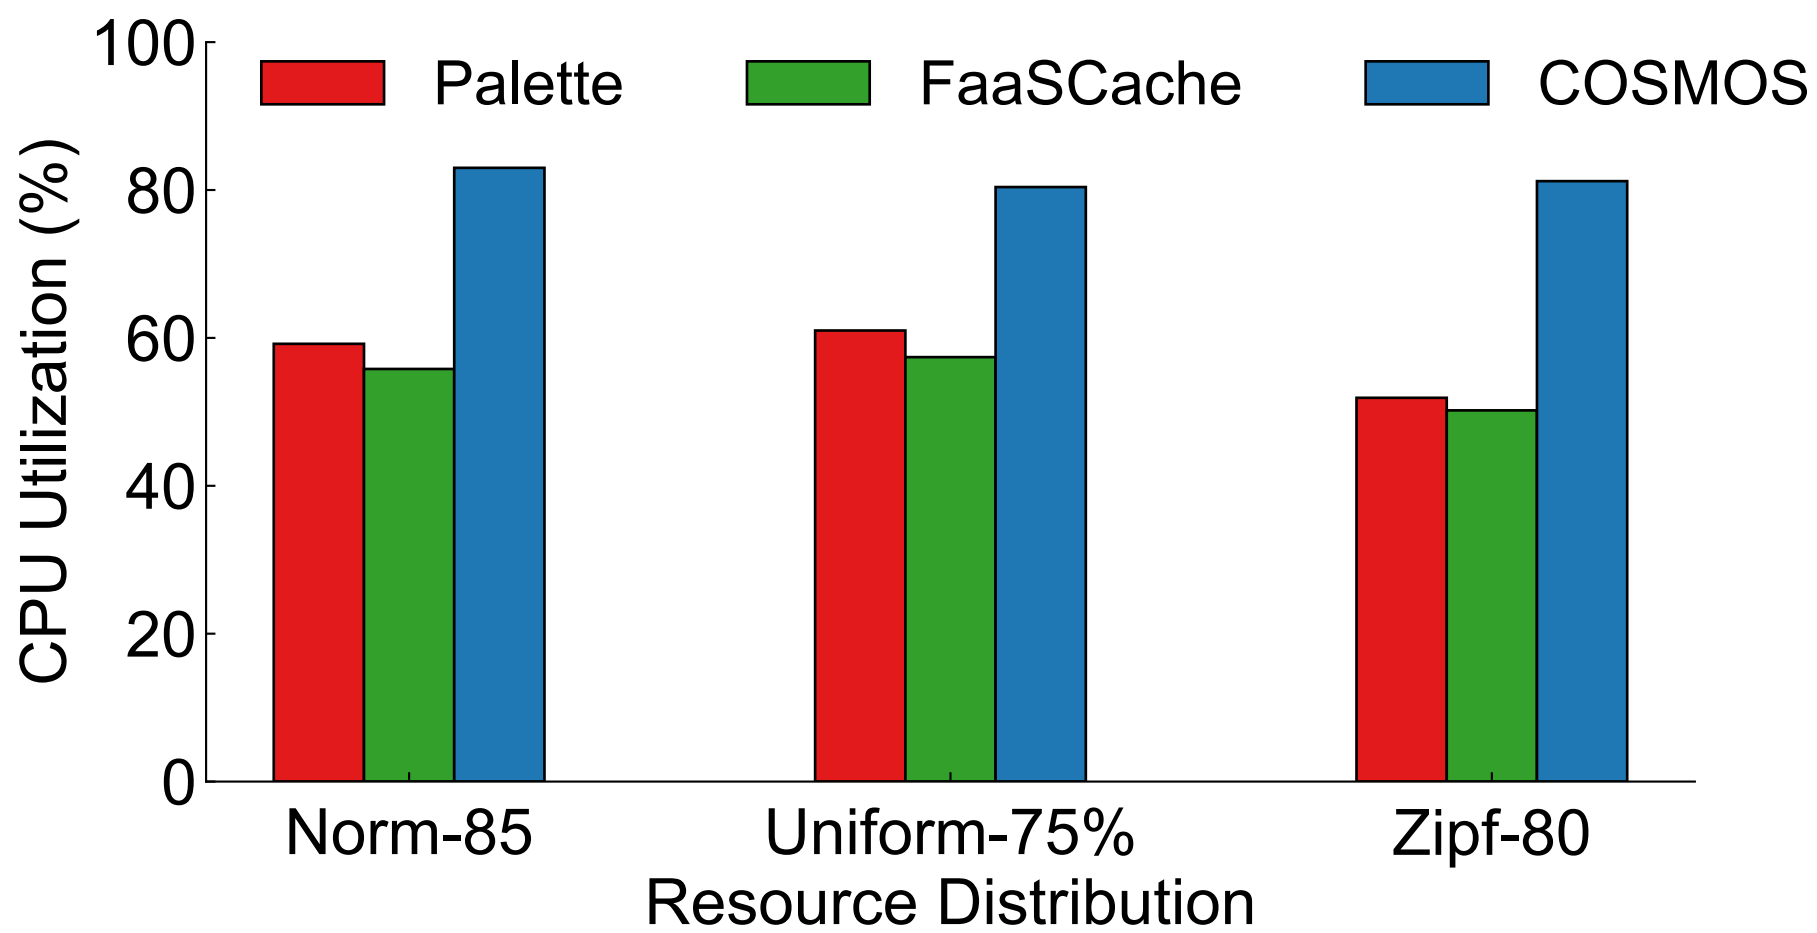 Palette FaaSCache COSMOS
CPU Utilization (%)
100
80
60
40
20
0
Norm-85 Uniform-75% Zipf-80
Resource Distribution